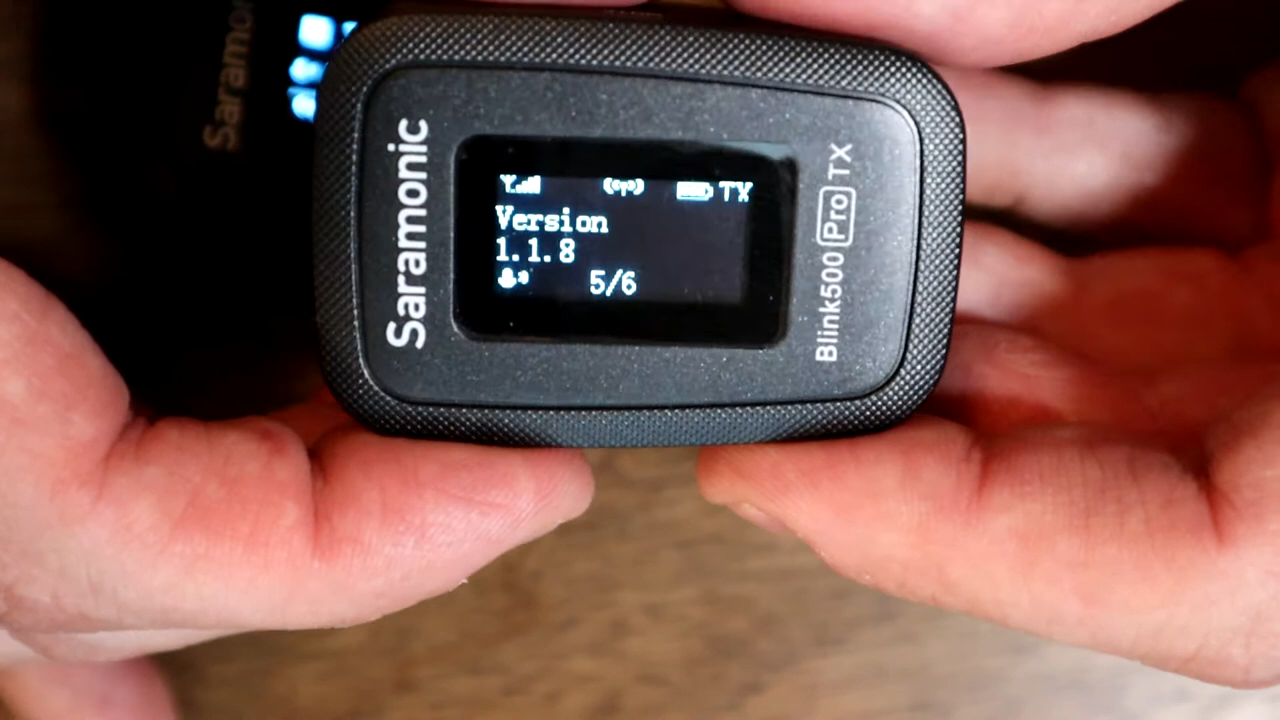 Saramonic
Saramonic
TX
Version
1.1.8
5/6
Blink500 Pro TX